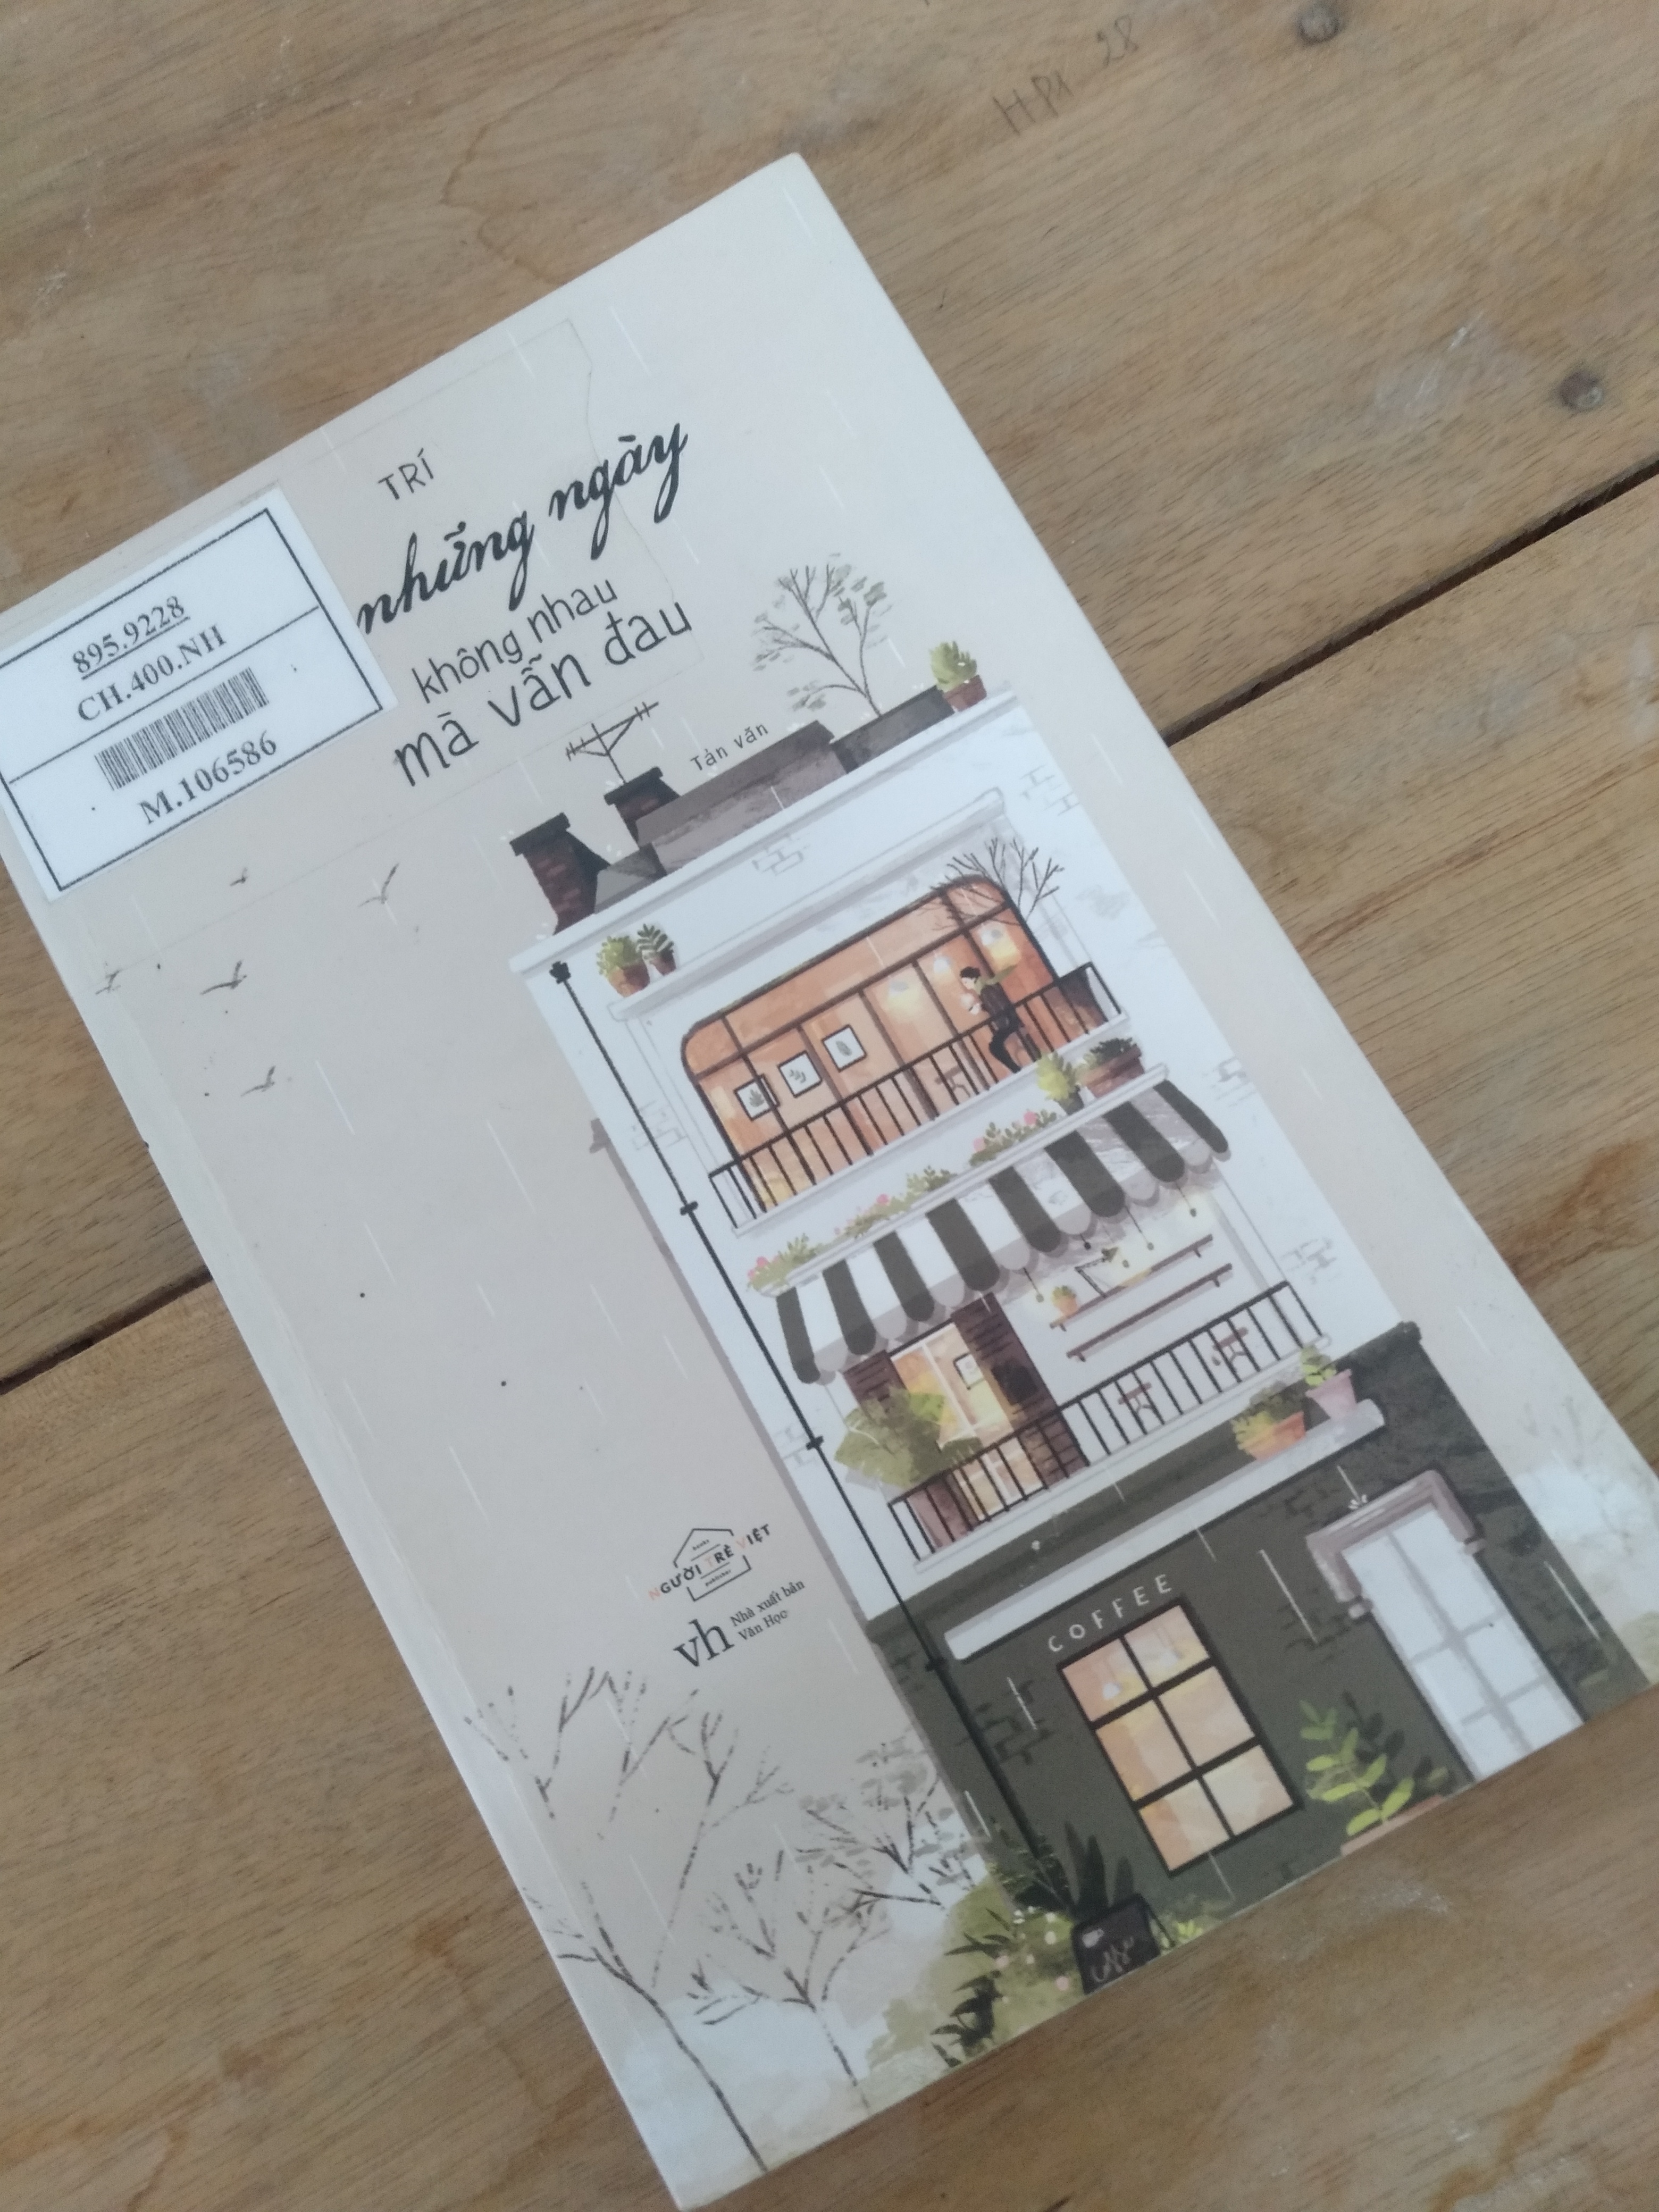 HP1 28
TRÍ
những ngày
không nhau
mà vẫn đau
Tản văn
895.9228
CH.400.NH
M.106586
books
NGƯỜI TRẺ VIỆT
publisher
vh Nhà xuất bản
Văn Học
COFFEE